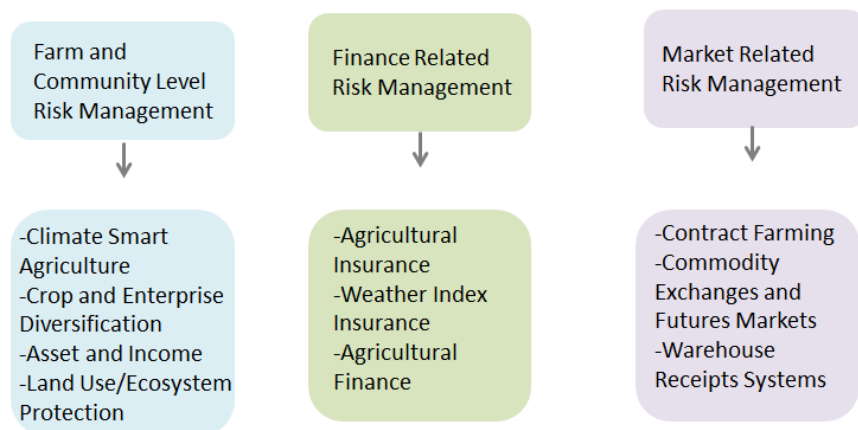 Farm and
Community Level
Risk Management
Finance Related
Risk Management
Market Related
Risk Management
-Climate Smart
Agriculture
-Crop and Enterprise
Diversification
-Asset and Income
-Land Use/Ecosystem
Protection
-Agricultural
Insurance
-Weather Index
Insurance
-Agricultural
Finance
-Contract Farming
-Commodity
Exchanges and
Futures Markets
-Warehouse
Receipts Systems